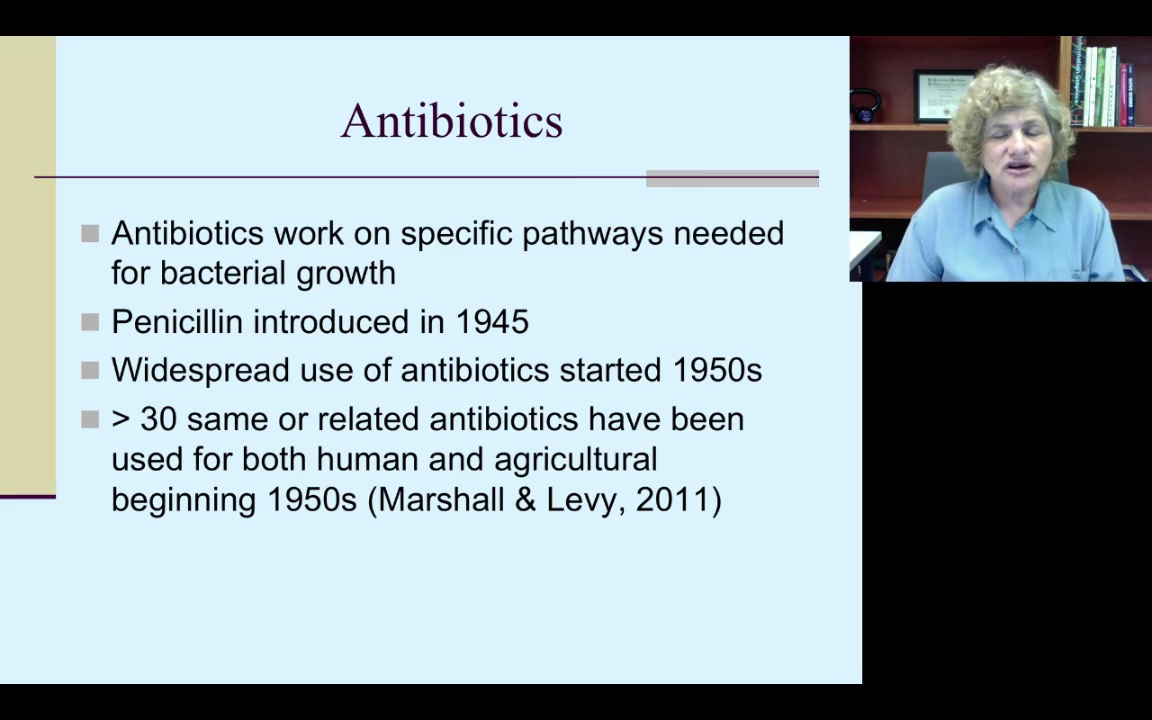 Antibiotics
Antibiotics work on specific pathways needed
for bacterial growth
Penicillin introduced in 1945
Widespread use of antibiotics started 1950s
> 30 same or related antibiotics have been
used for both human and agricultural
beginning 1950s (Marshall & Levy, 2011)